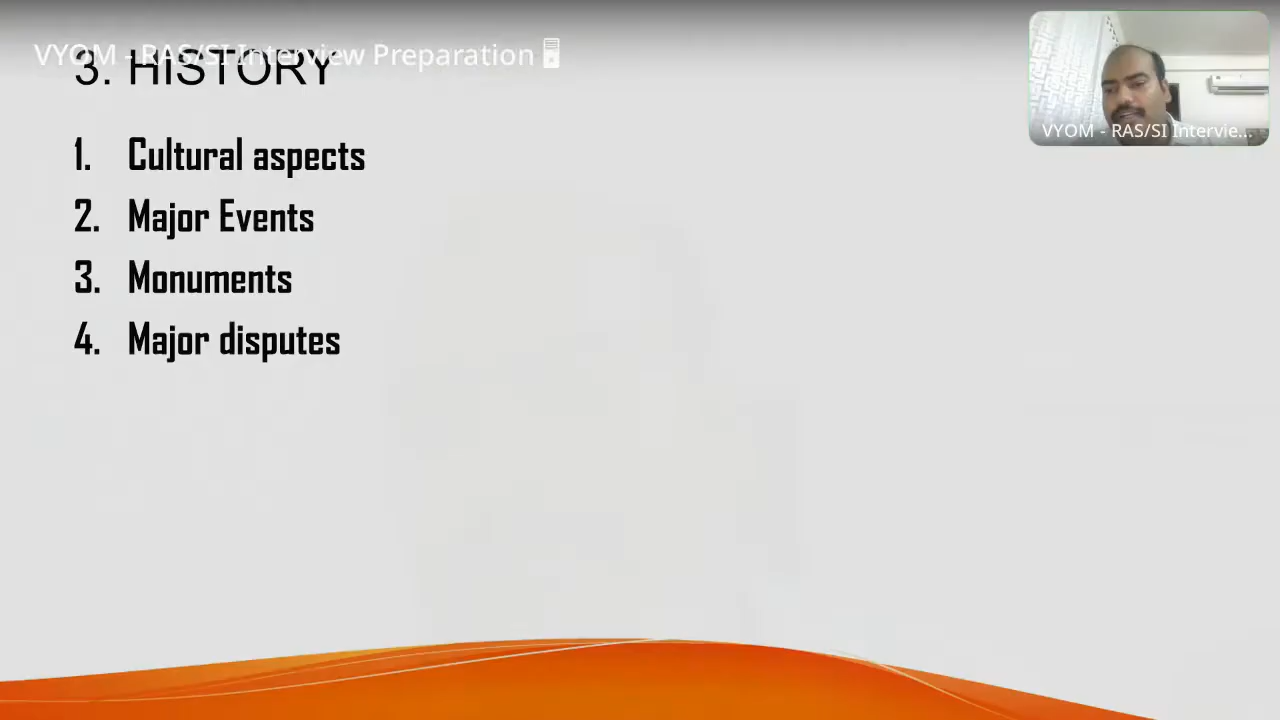 VYOM - RAS/SI Interview Preparation
3. HISTORY
1. Cultural aspects
2. Major Events
3. Monuments
4. Major disputes
VYOM - RAS/SI Intervie...